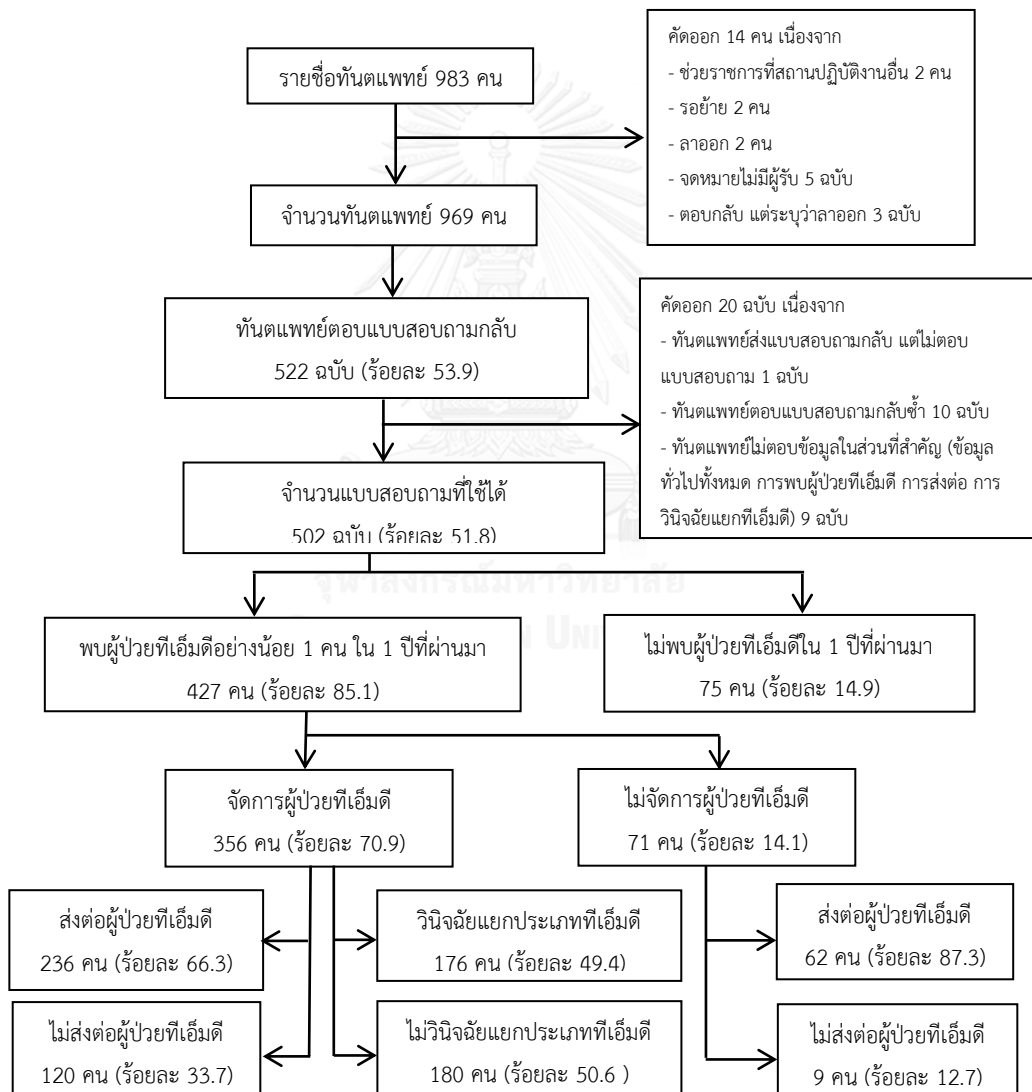 รายชื่อทันตแพทย์ 983 คน
คัดออก 14 คน เนื่องจาก
- ช่วยราชการที่สถานปฏิบัติงานอื่น 2 คน
- รอย้าย 2 คน
- ลาออก 2 คน
- จดหมายไม่มีผู้รับ 5 ฉบับ
- ตอบกลับ แต่ระบุว่าลาออก 3 ฉบับ
จำนวนทันตแพทย์ 969 คน
ทันตแพทย์ตอบแบบสอบถามกลับ
522 ฉบับ (ร้อยละ 53.9)
คัดออก 20 ฉบับ เนื่องจาก
- ทันตแพทย์ส่งแบบสอบถามกลับ แต่ไม่ตอบ
แบบสอบถาม 1 ฉบับ
- ทันตแพทย์ตอบแบบสอบถามกลับซ้ำ 10 ฉบับ
- ทันตแพทย์ไม่ตอบข้อมูลในส่วนที่สำคัญ (ข้อมูล
ทั่วไปทั้งหมด การพบผู้ป่วยทีเอ็มดี การส่งต่อ การ
วินิจฉัยแยกทีเอ็มดี) 9 ฉบับ
จำนวนแบบสอบถามที่ใช้ได้
502 ฉบับ (ร้อยละ 51.8)
จุฬาลงกรณ์มหาวิทยาลัย
พบผู้ป่วยทีเอ็มดีอย่างน้อย 1 คน ใน 1 ปีที่ผ่านมา
427 คน (ร้อยละ 85.1)
ไม่พบผู้ป่วยทีเอ็มดีใน 1 ปีที่ผ่านมา
75 คน (ร้อยละ 14.9)
จัดการผู้ป่วยทีเอ็มดี
356 คน (ร้อยละ 70.9)
ไม่จัดการผู้ป่วยทีเอ็มดี
71 คน (ร้อยละ 14.1)
ส่งต่อผู้ป่วยทีเอ็มดี
236 คน (ร้อยละ 66.3)
วินิจฉัยแยกประเภททีเอ็มดี
176 คน (ร้อยละ 49.4)
ส่งต่อผู้ป่วยทีเอ็มดี
62 คน (ร้อยละ 87.3)
ไม่ส่งต่อผู้ป่วยทีเอ็มดี
120 คน (ร้อยละ 33.7)
ไม่วินิจฉัยแยกประเภททีเอ็มดี
180 คน (ร้อยละ 50.6 )
ไม่ส่งต่อผู้ป่วยทีเอ็มดี
9 คน (ร้อยละ 12.7)